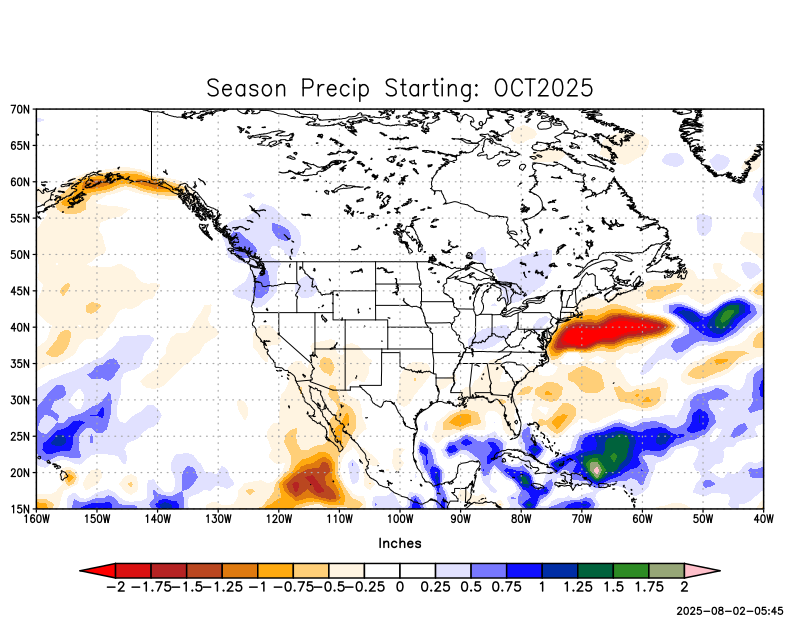 Season Precip Starting: OCT2025
70N
65N
60N
55N
50N
45N
40N
35N
30N
25N
20N
15N
160W 150W 140W 130W 120W 110W 100W 90W 80W 70W 60W 50W 40W
Inches
-2 -1.75 -1.5 -1.25 -1 -0.75 -0.5 -0.25 0 0.25 0.5 0.75 1 1.25 1.5 1.75 2
2025-08-02-05:45